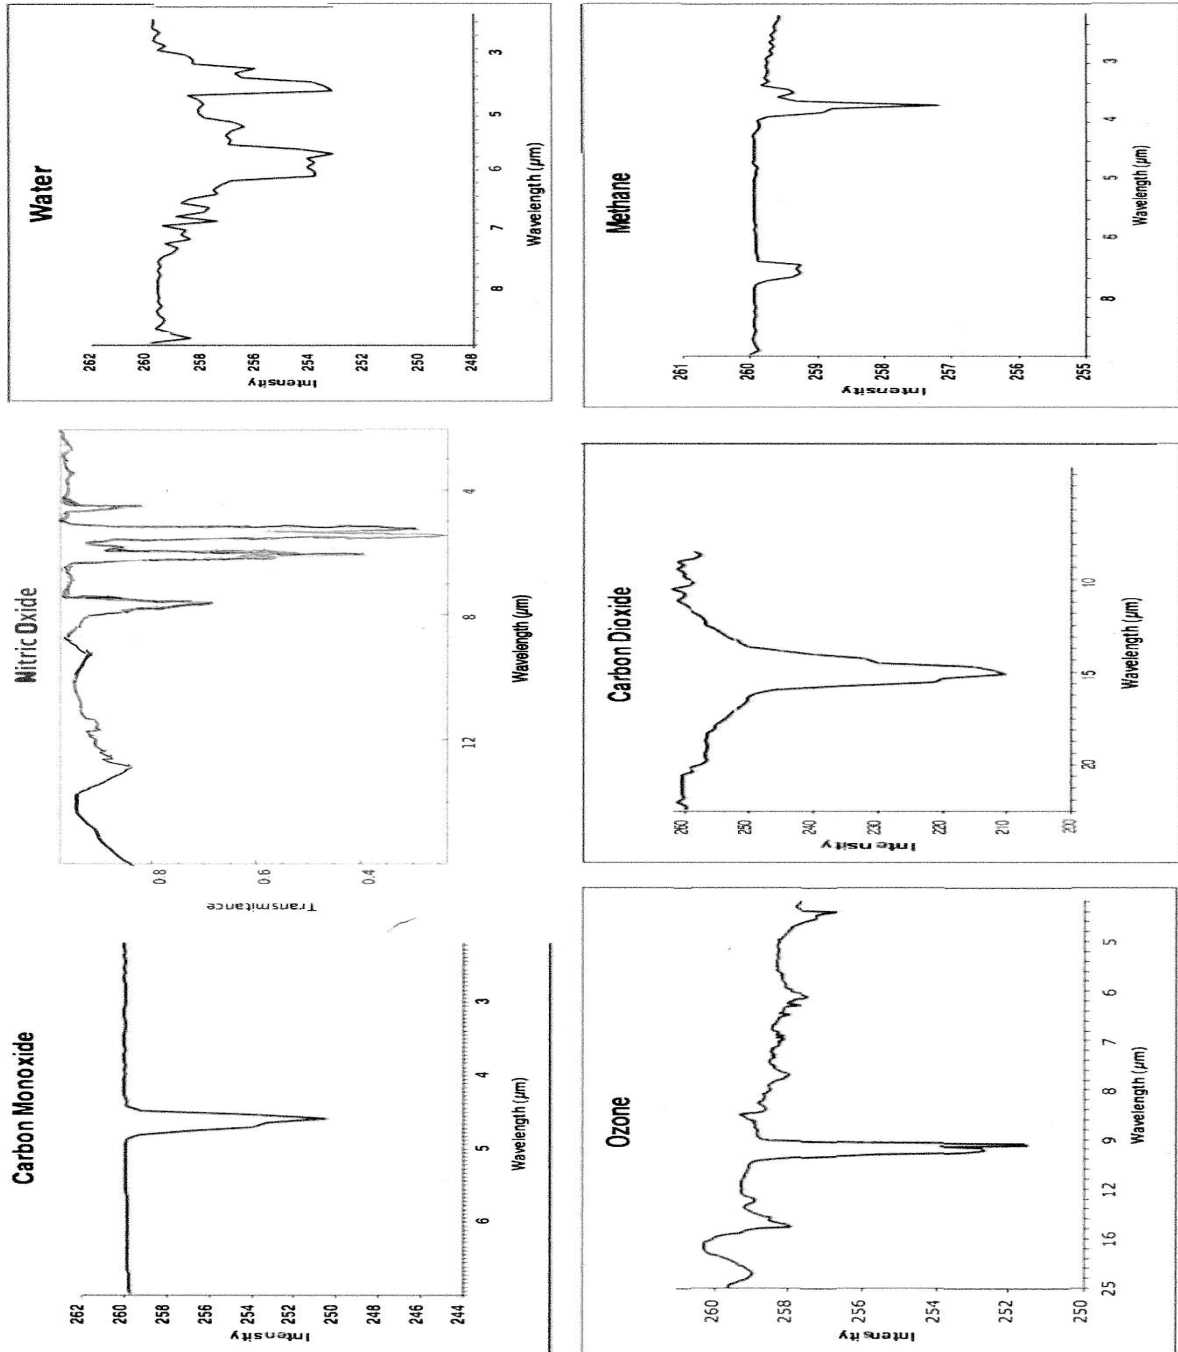 Carbon Monoxide
262
260
258
256
254
252
250
248
246
244
Intensity
6 5 4 3
Wavelength (µm)
Nitric Oxide
Transmitance
0.8
0.6
0.4
12 8 4
Wavelength (µm)
Water
262
260
258
256
254
252
250
248
Intensity
8 7 6 5 3
Wavelength (µm)
Ozone
260
258
256
254
252
250
Intensity
25 16 12 9 8 7 6 5
Wavelength (µm)
Carbon Dioxide
260
250
240
230
220
210
200
Intensity
20 15 10
Wavelength (µm)
Methane
261
260
259
258
257
256
255
Intensity
8 6 5 4 3
Wavelength (µm)